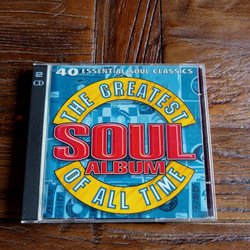 40 ESSENTIAL SOUL CLASSICS
2
CD
THE GREATEST
SOUL
ALBUM
OF ALL TIME